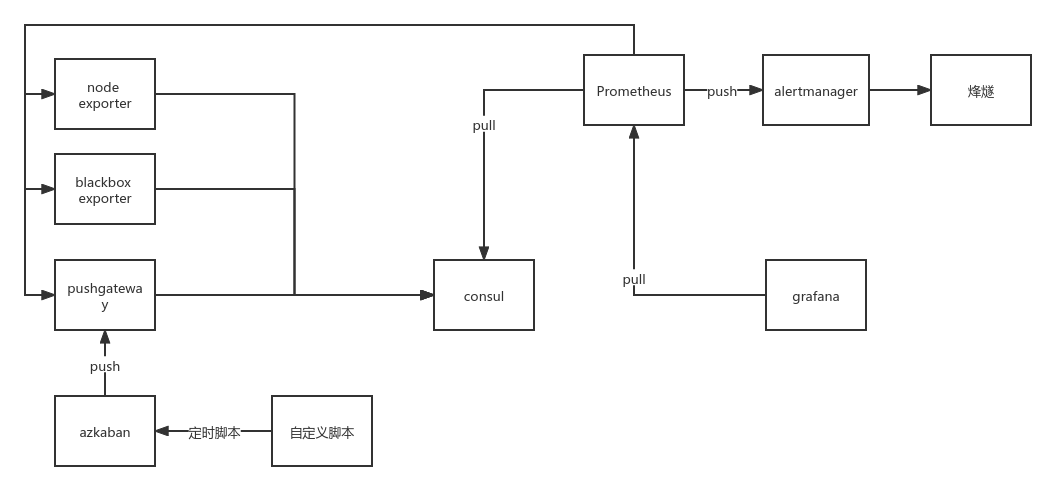 node
exporter
Prometheus
push
alertmanager
烽燧
pull
blackbox
exporter
pushgatewa
y
consul
pull
grafana
push
azkaban
定时脚本
自定义脚本